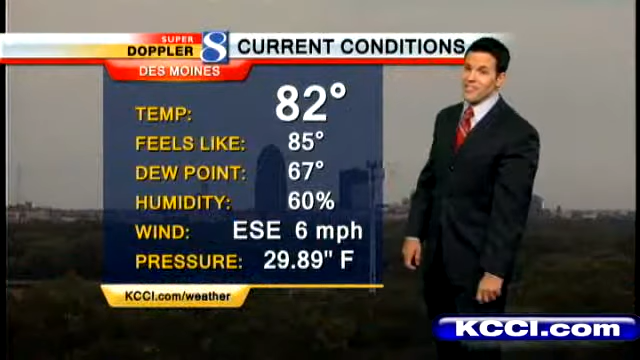 SUPER
DOPPLER 8 CURRENT CONDITIONS
DES MOINES
TEMP: 82°
FEELS LIKE: 85°
DEW POINT: 67°
HUMIDITY: 60%
WIND: ESE 6 mph
PRESSURE: 29.89" F
KCCI.com/weather
KCCI.com